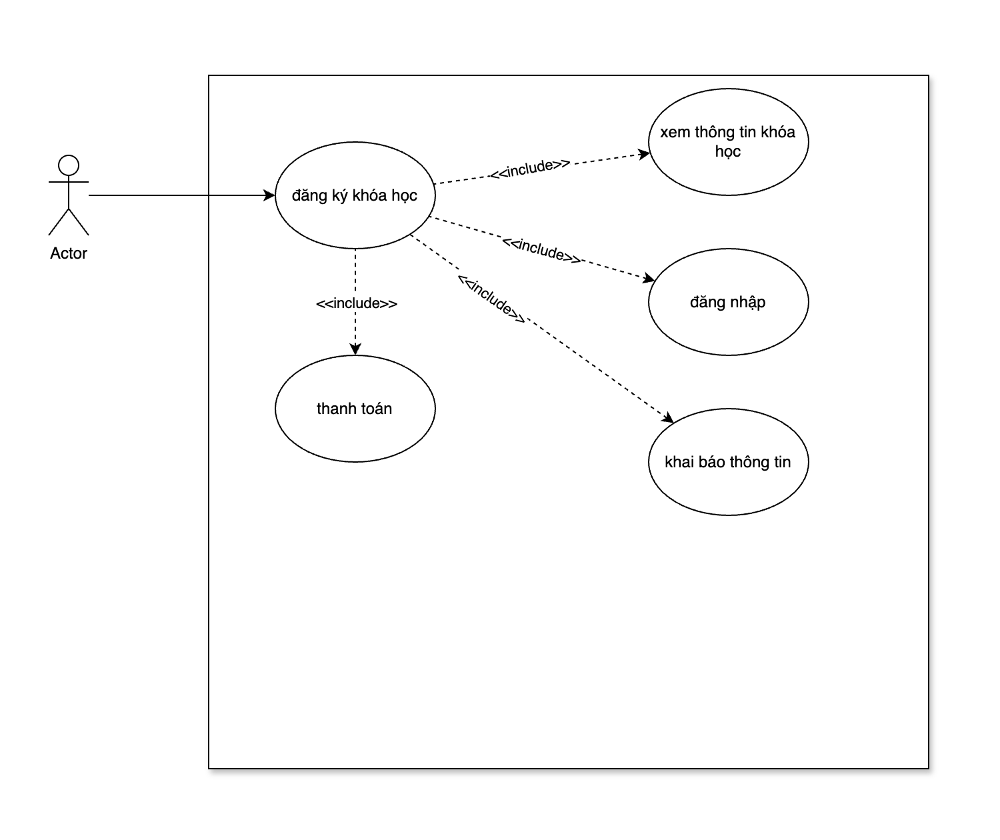 xem thông tin khóa
học
<<include>>
đăng ký khóa học
Actor
<<include>>
<<include>>
<<include>>
đăng nhập
thanh toán
khai báo thông tin